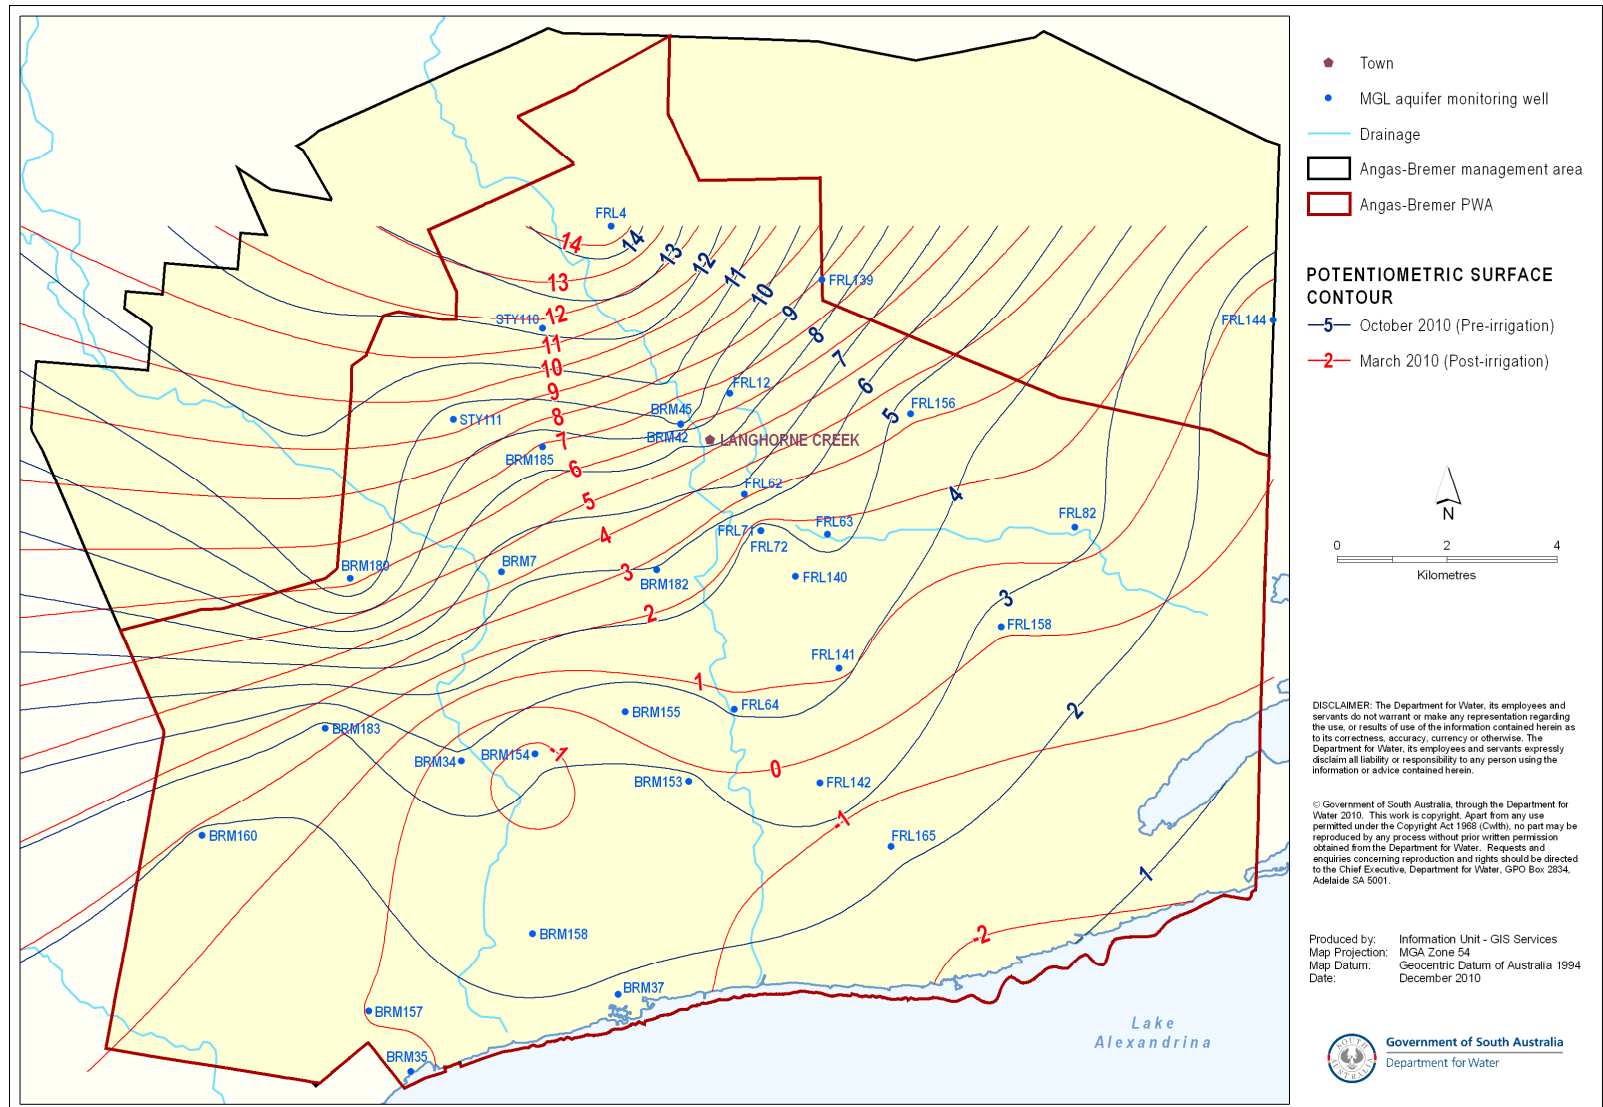 FRL4
14
14
13
13
12
11
10
9
8
7
6
5
4
3
2
1
12
11
10
9
8
7
6
5
4
3
2
1
0
-1
-1
-2
FRL139
FRL144
STY110
FRL12
FRL156
STY111
BRM45
BRM42
LANGHORNE CREEK
BRM185
FRL62
FRL82
FRL71
FRL63
FRL72
BRM180
BRM7
BRM182
FRL140
FRL158
FRL141
FRL64
BRM155
BRM183
BRM34
BRM154
BRM153
FRL142
BRM160
FRL165
BRM158
BRM37
BRM157
BRM35
Lake
Alexandrina
Town
MGL aquifer monitoring well
Drainage
Angas-Bremer management area
Angas-Bremer PWA
POTENTIOMETRIC SURFACE
CONTOUR
5 October 2010 (Pre-irrigation)
2 March 2010 (Post-irrigation)
N
0 2 4
Kilometres
DISCLAIMER: The Department for Water, its employees and
servants do not warrant or make any representation regarding
the use, or results of use of the information contained herein as
to its correctness, accuracy, currency or otherwise. The
Department for Water, its employees and servants expressly
disclaim all liability or responsibility to any person using the
information or advice contained herein.
© Government of South Australia, through the Department for
Water 2010. This work is copyright. Apart from any use
permitted under the Copyright Act 1968 (Cwlth), no part may be
reproduced by any process without prior written permission
obtained from the Department for Water. Requests and
enquiries concerning reproduction and rights should be directed
to the Chief Executive, Department for Water, GPO Box 2834,
Adelaide SA 5001.
Produced by: Information Unit - GIS Services
Map Projection: MGA Zone 54
Map Datum: Geocentric Datum of Australia 1994
Date: December 2010
SOUTH AUSTRALIA
Government of South Australia
Department for Water